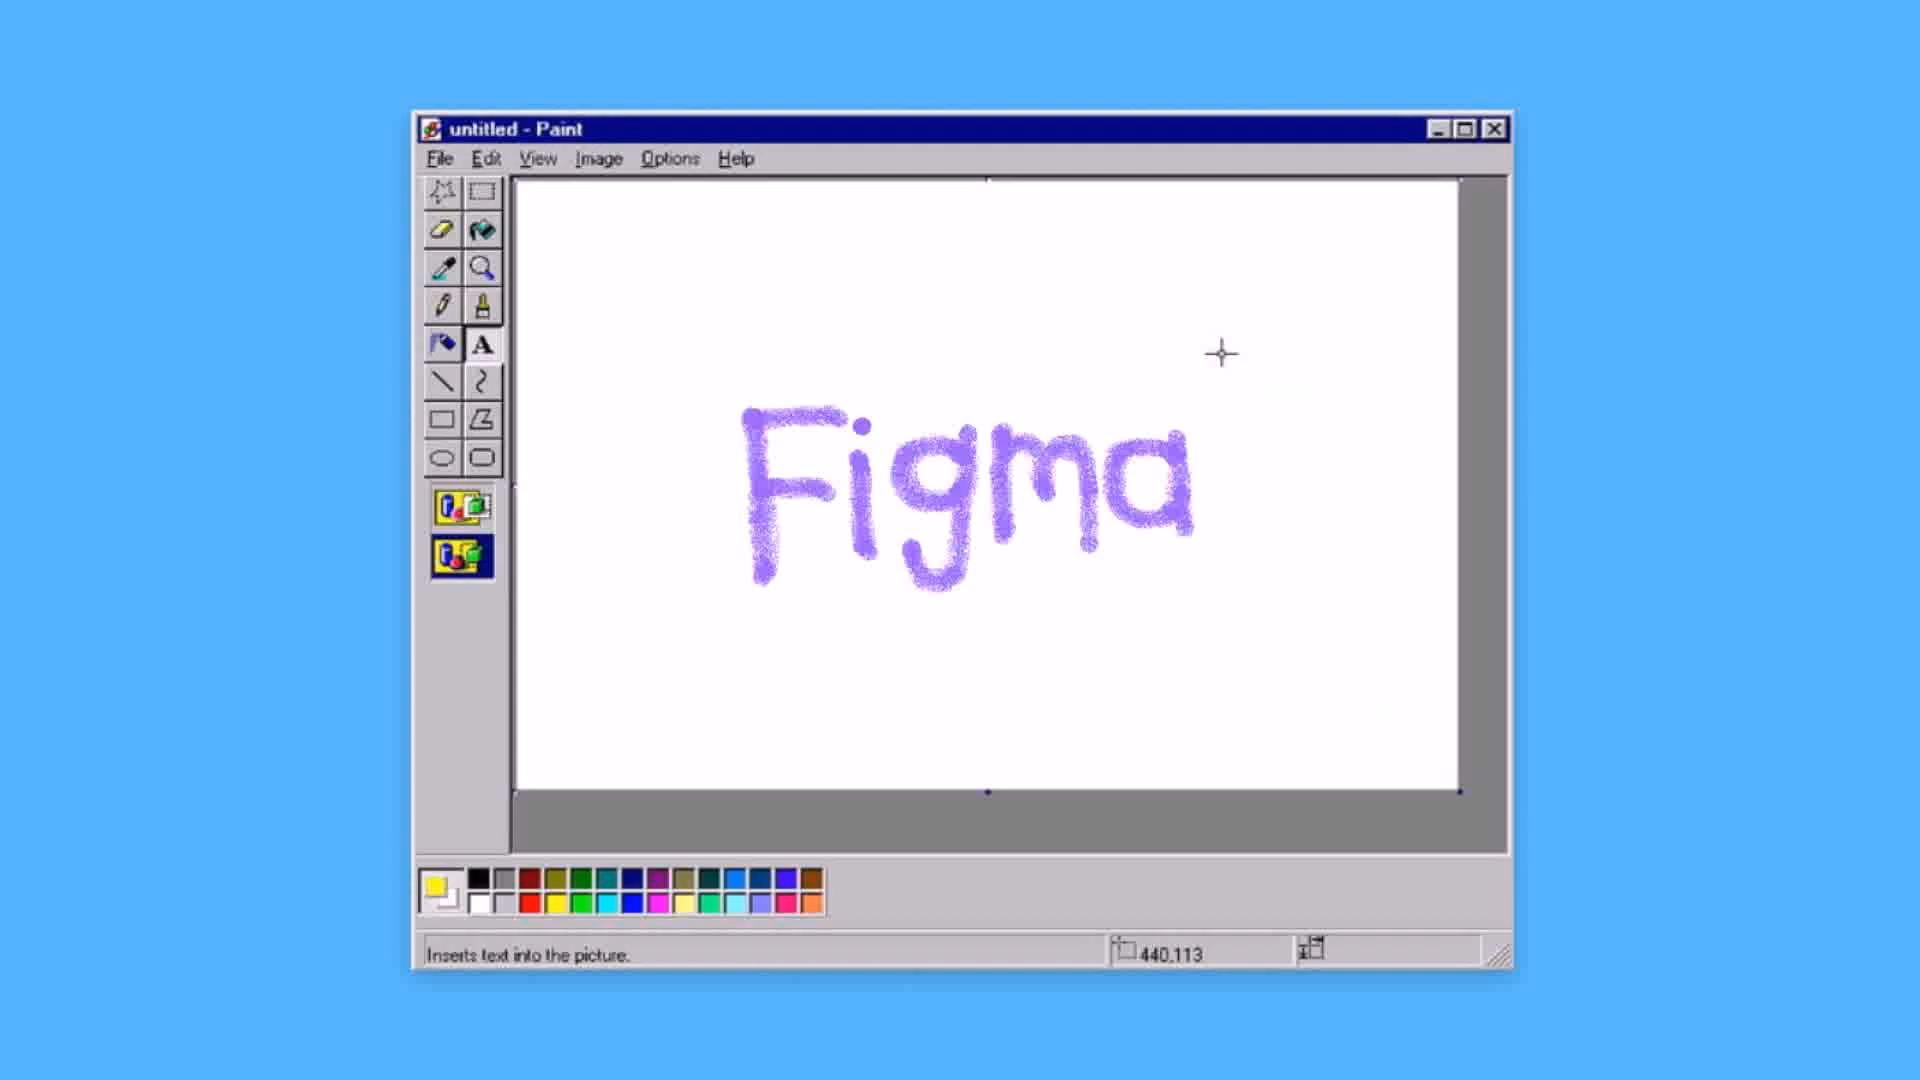 untitled - Paint
File Edit View Image Options Help
A
Figma
Inserts text into the picture.
440,113